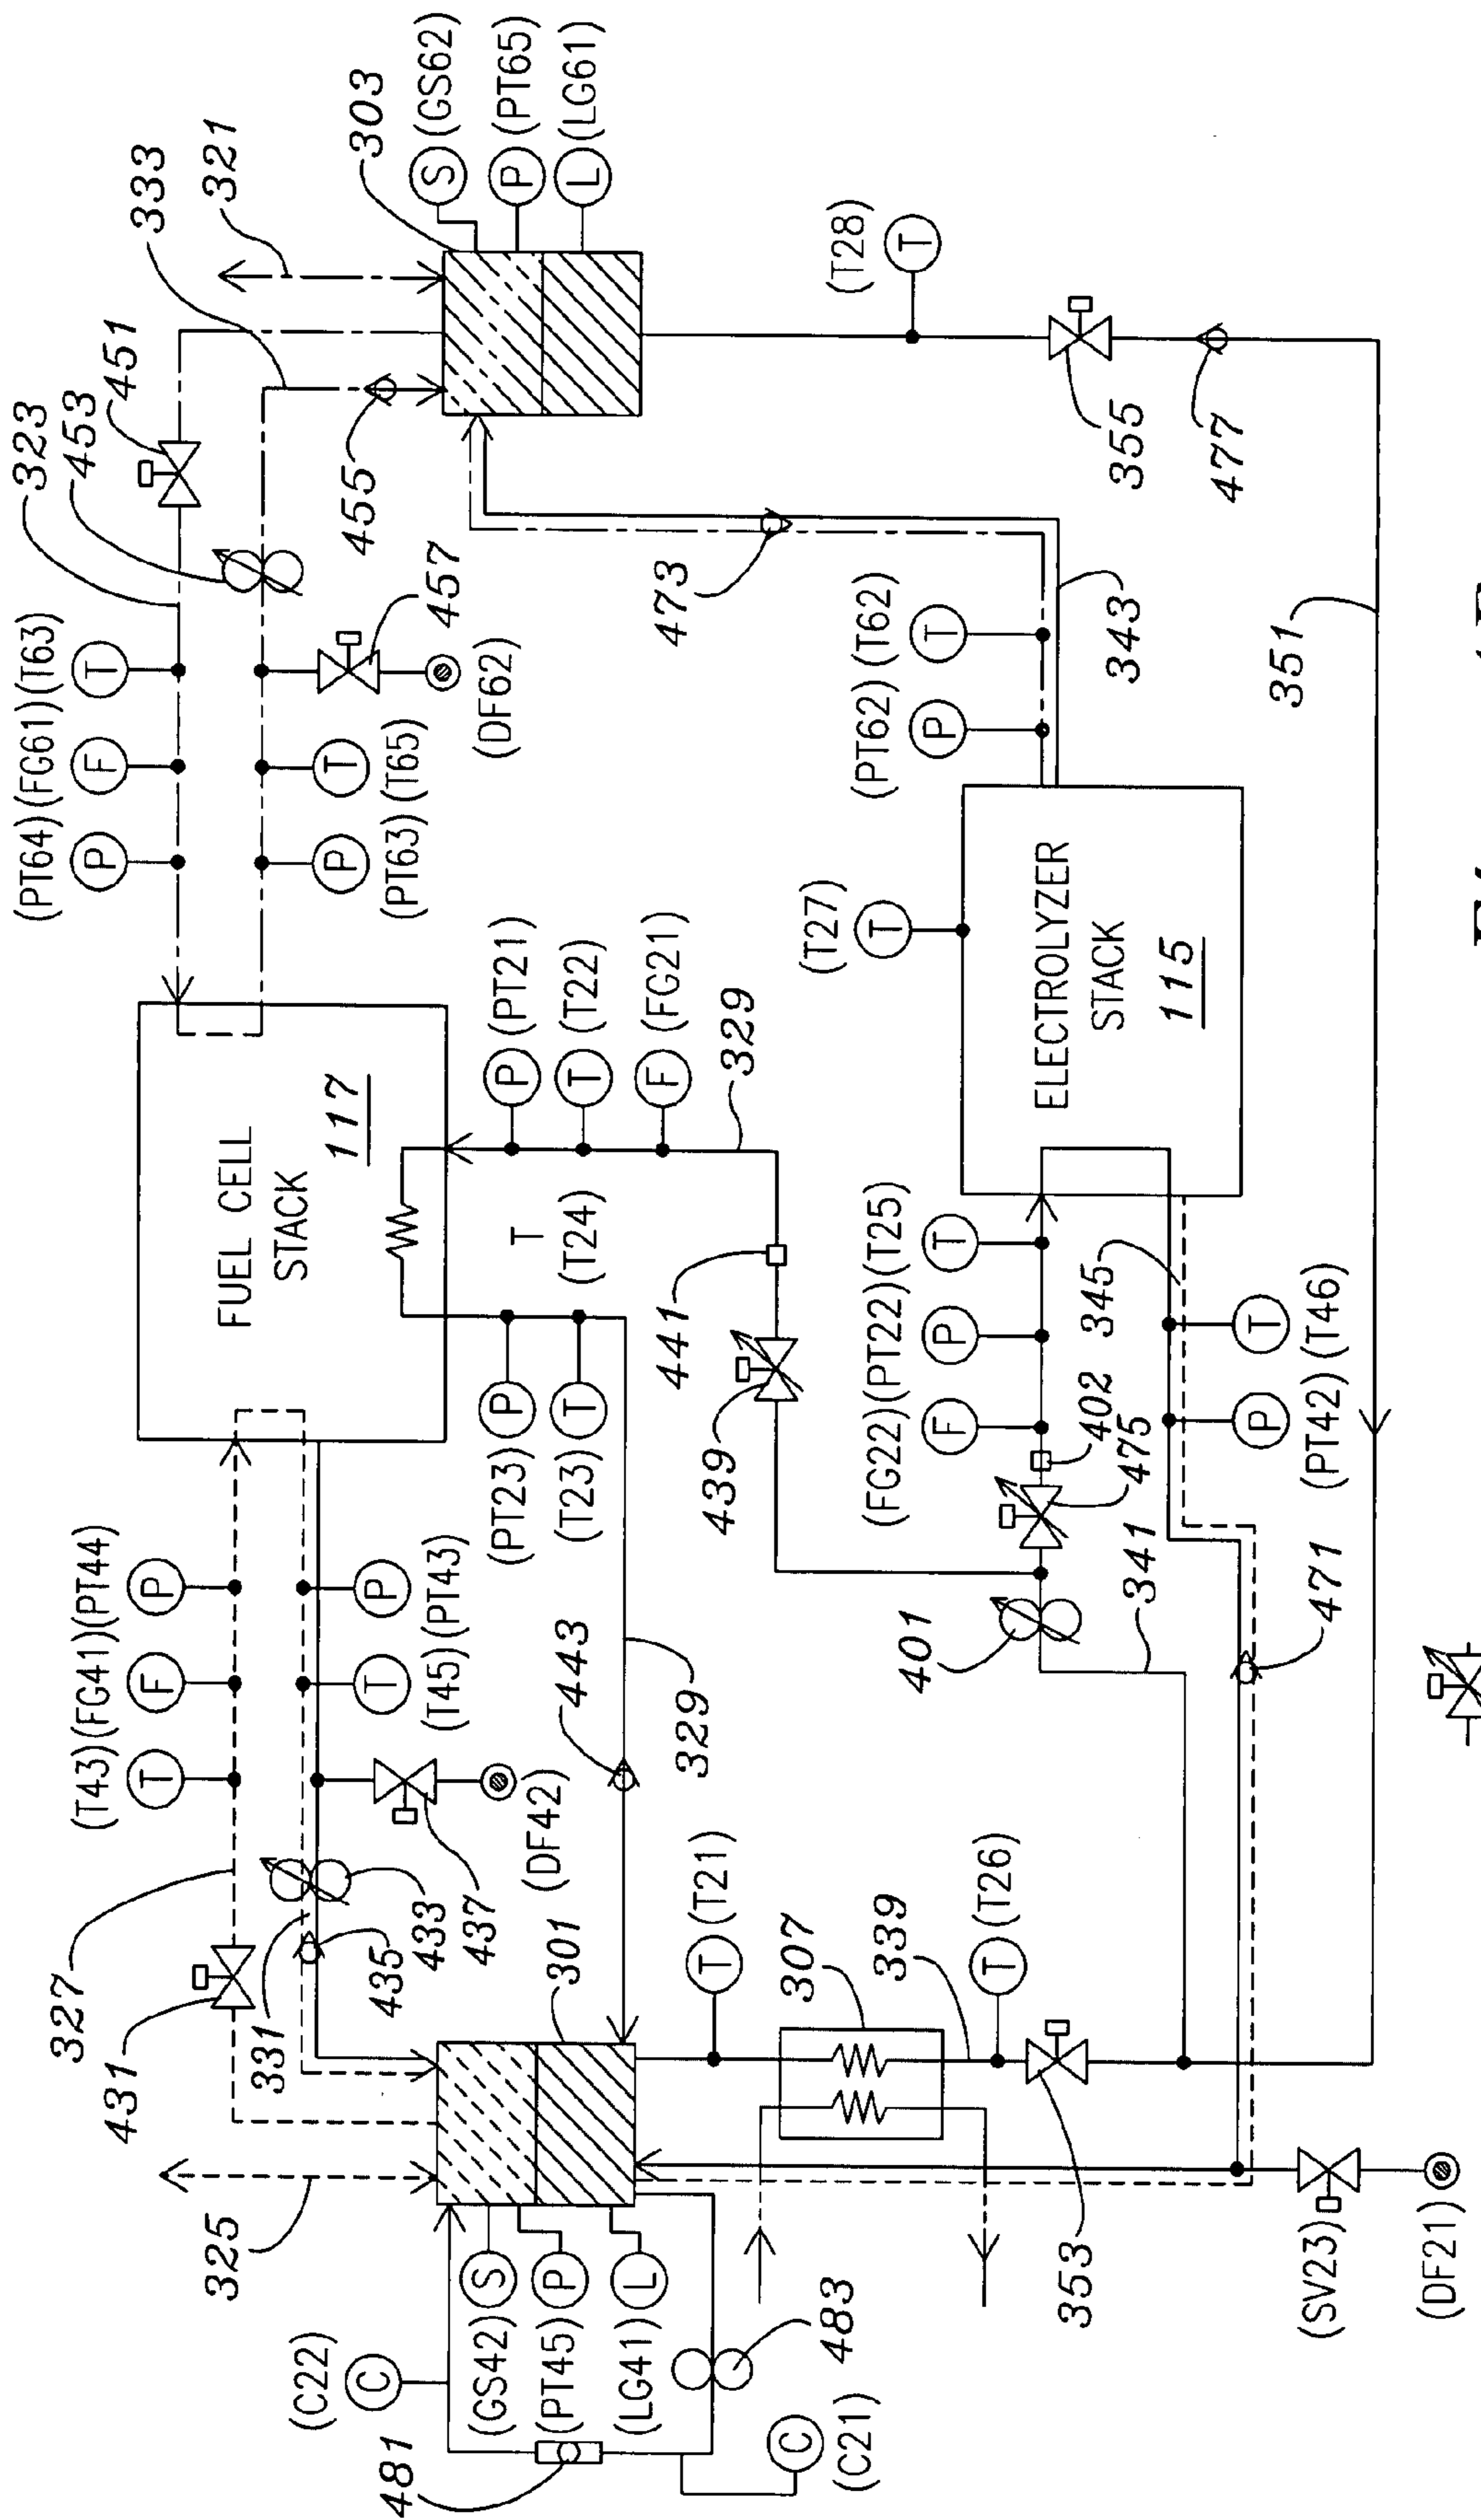 323
453
451
333
321
303
(PT64)(FG61)(T63)
P
F
T
S
(GS62)
P
(PT65)
L
(LG61)
455
457
(DF62)
P
T
(PT63)(T65)
FUEL CELL
STACK
117
(T43)(FG41)(PT44)
T
F
P
327
431
331
435
433
437
(DF42)
T
P
(T45)(PT43)
325
301
P
(PT21)
T
(T22)
F
(FG21)
329
T
(T24)
(PT23)
P
(T23)
T
441
439
443
329
473
(PT62)(T62)
P
T
343
(T28)
T
355
477
351
(T27)
T
ELECTROLYZER
STACK
115
(FG22)(PT22)(T25)
F
P
T
402
475
345
T
P
(PT42)(T46)
401
341
471
T
(T21)
307
339
T
(T26)
353
(C22)
C
(GS42)
S
(PT45)
P
(LG41)
L
481
483
C
(C21)
(SV23)
(DF21)